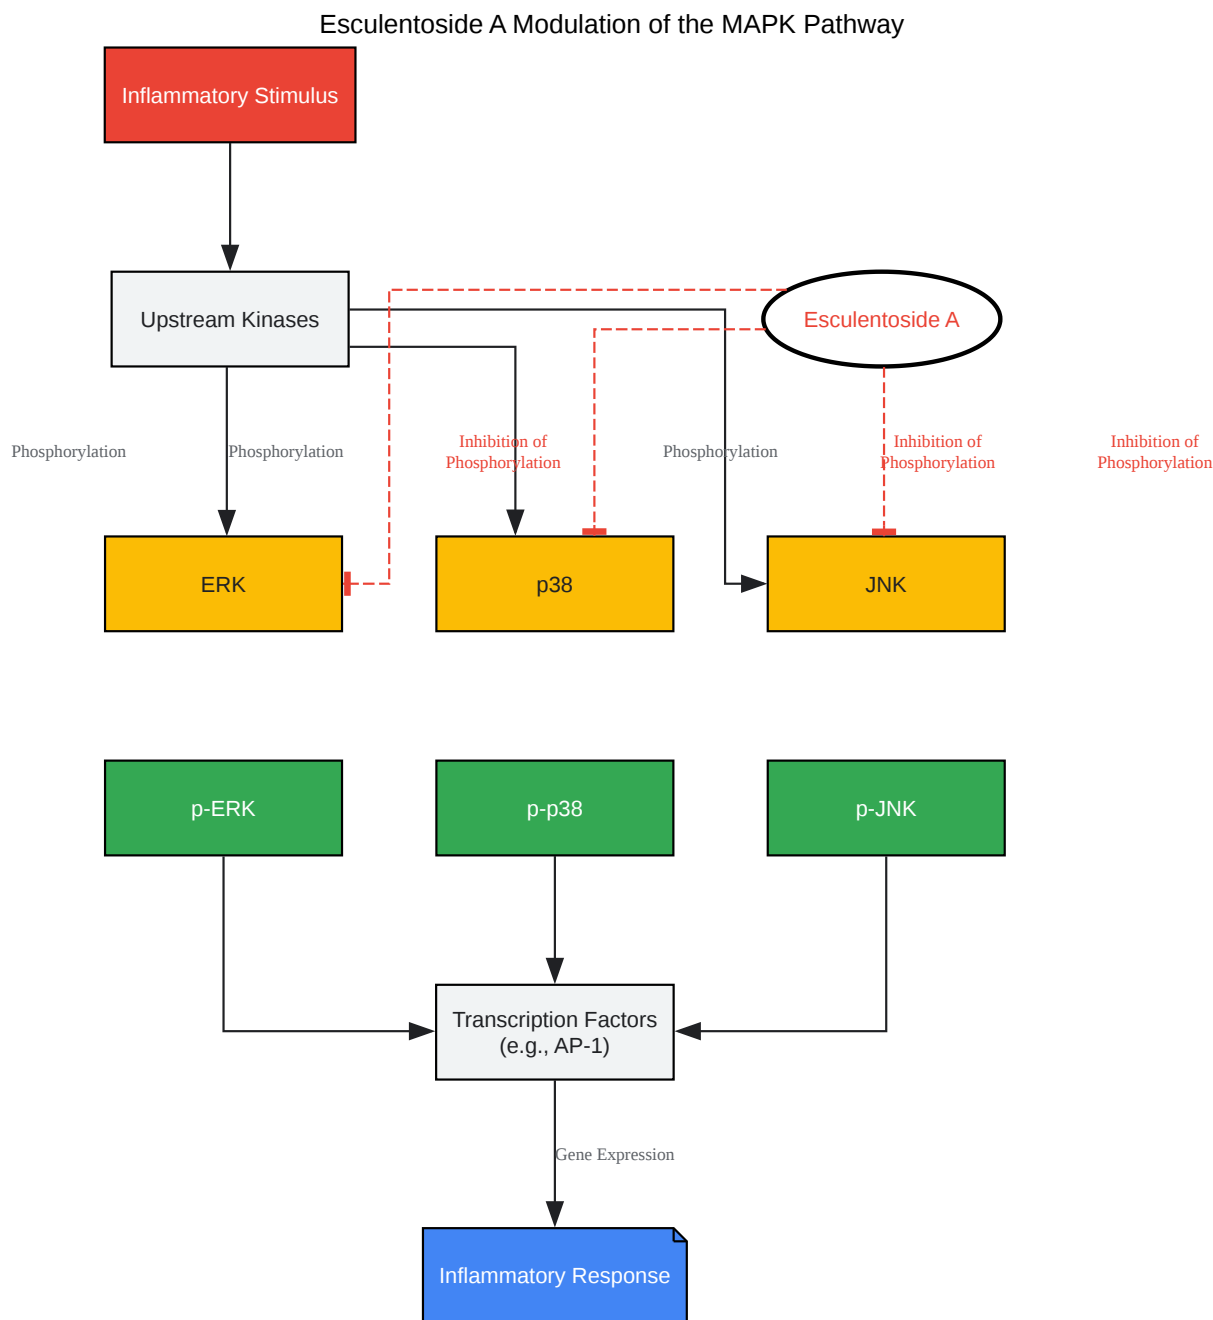 Esculentoside A Modulation of the MAPK Pathway
Inflammatory Stimulus
Upstream Kinases
Esculentoside A
Phosphorylation
Phosphorylation
Inhibition of
Phosphorylation
Phosphorylation
Inhibition of
Phosphorylation
Inhibition of
Phosphorylation
ERK
p38
JNK
p-ERK
p-p38
p-JNK
Transcription Factors
(e.g., AP-1)
Gene Expression
Inflammatory Response